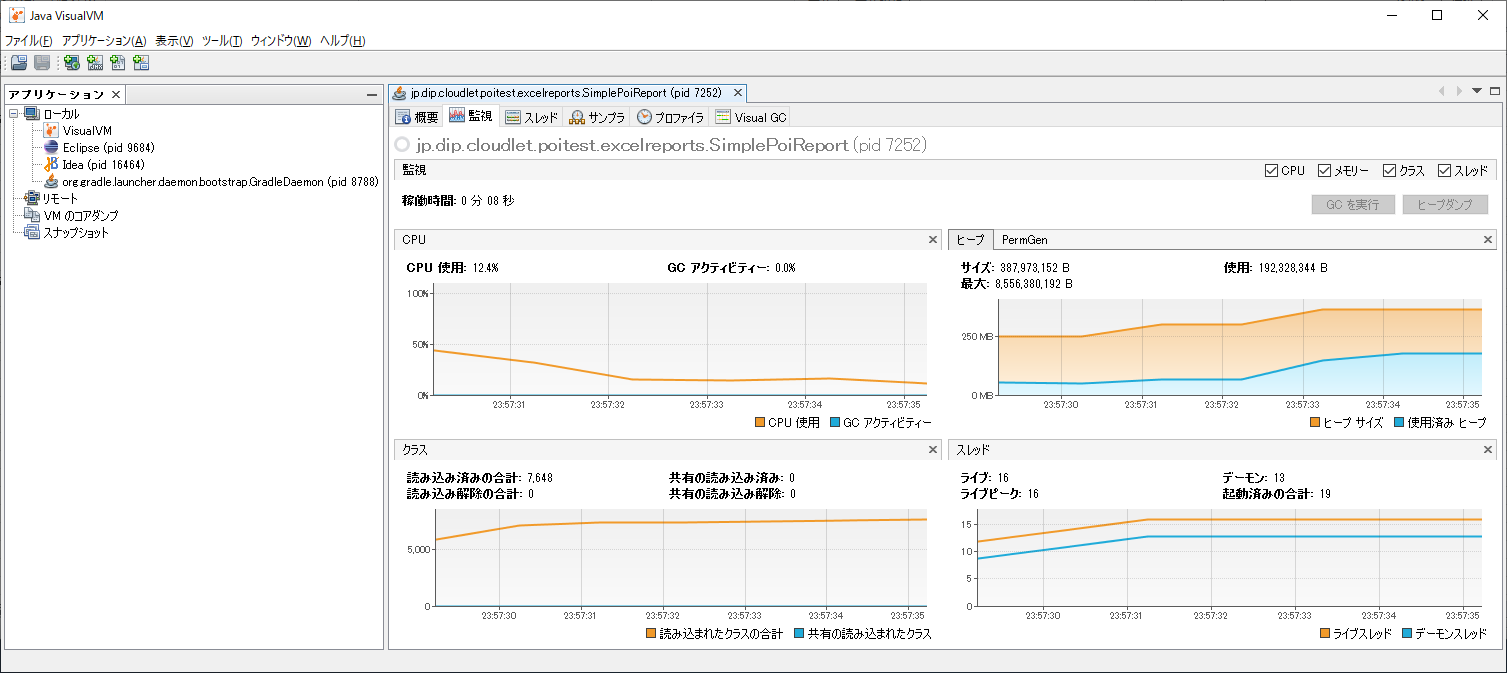 Java VisualVM
ファイル(F) アプリケーション(A) 表示(V) ツール(T) ウィンドウ(W) ヘルプ(H)
アプリケーション
ローカル
VisualVM
Eclipse (pid 9684)
Idea (pid 16464)
org.gradle.launcher.daemon.bootstrap.GradleDaemon (pid 8788)
リモート
VM のコアダンプ
スナップショット
jp.dip.cloudlet.poitest.excelreports.SimplePoiReport (pid 7252)
概要 監視 スレッド サンプラ プロファイラ Visual GC
jp.dip.cloudlet.poitest.excelreports.SimplePoiReport (pid 7252)
監視 CPU メモリー クラス スレッド
稼働時間: 0 分 08 秒
GC を実行 ヒープダンプ
CPU
CPU 使用: 12.4% GC アクティビティー: 0.0%
100%
50%
0%
23:57:31 23:57:32 23:57:33 23:57:34 23:57:35
CPU 使用 GC アクティビティー
ヒープ PermGen
サイズ: 387,973,152 B 使用: 192,328,344 B
最大: 8,556,380,192 B
250 MB
0 MB
23:57:30 23:57:31 23:57:32 23:57:33 23:57:34 23:57:35
ヒープ サイズ 使用済み ヒープ
クラス
読み込み済みの合計: 7,648 共有の読み込み済み: 0
読み込み解除の合計: 0 共有の読み込み解除: 0
5,000
0
23:57:30 23:57:31 23:57:32 23:57:33 23:57:34 23:57:35
読み込まれたクラスの合計 共有の読み込まれたクラス
スレッド
ライブ: 16 デーモン: 13
ライブピーク: 16 起動済みの合計: 19
15
10
5
0
23:57:30 23:57:31 23:57:32 23:57:33 23:57:34 23:57:35
ライブスレッド デーモンスレッド